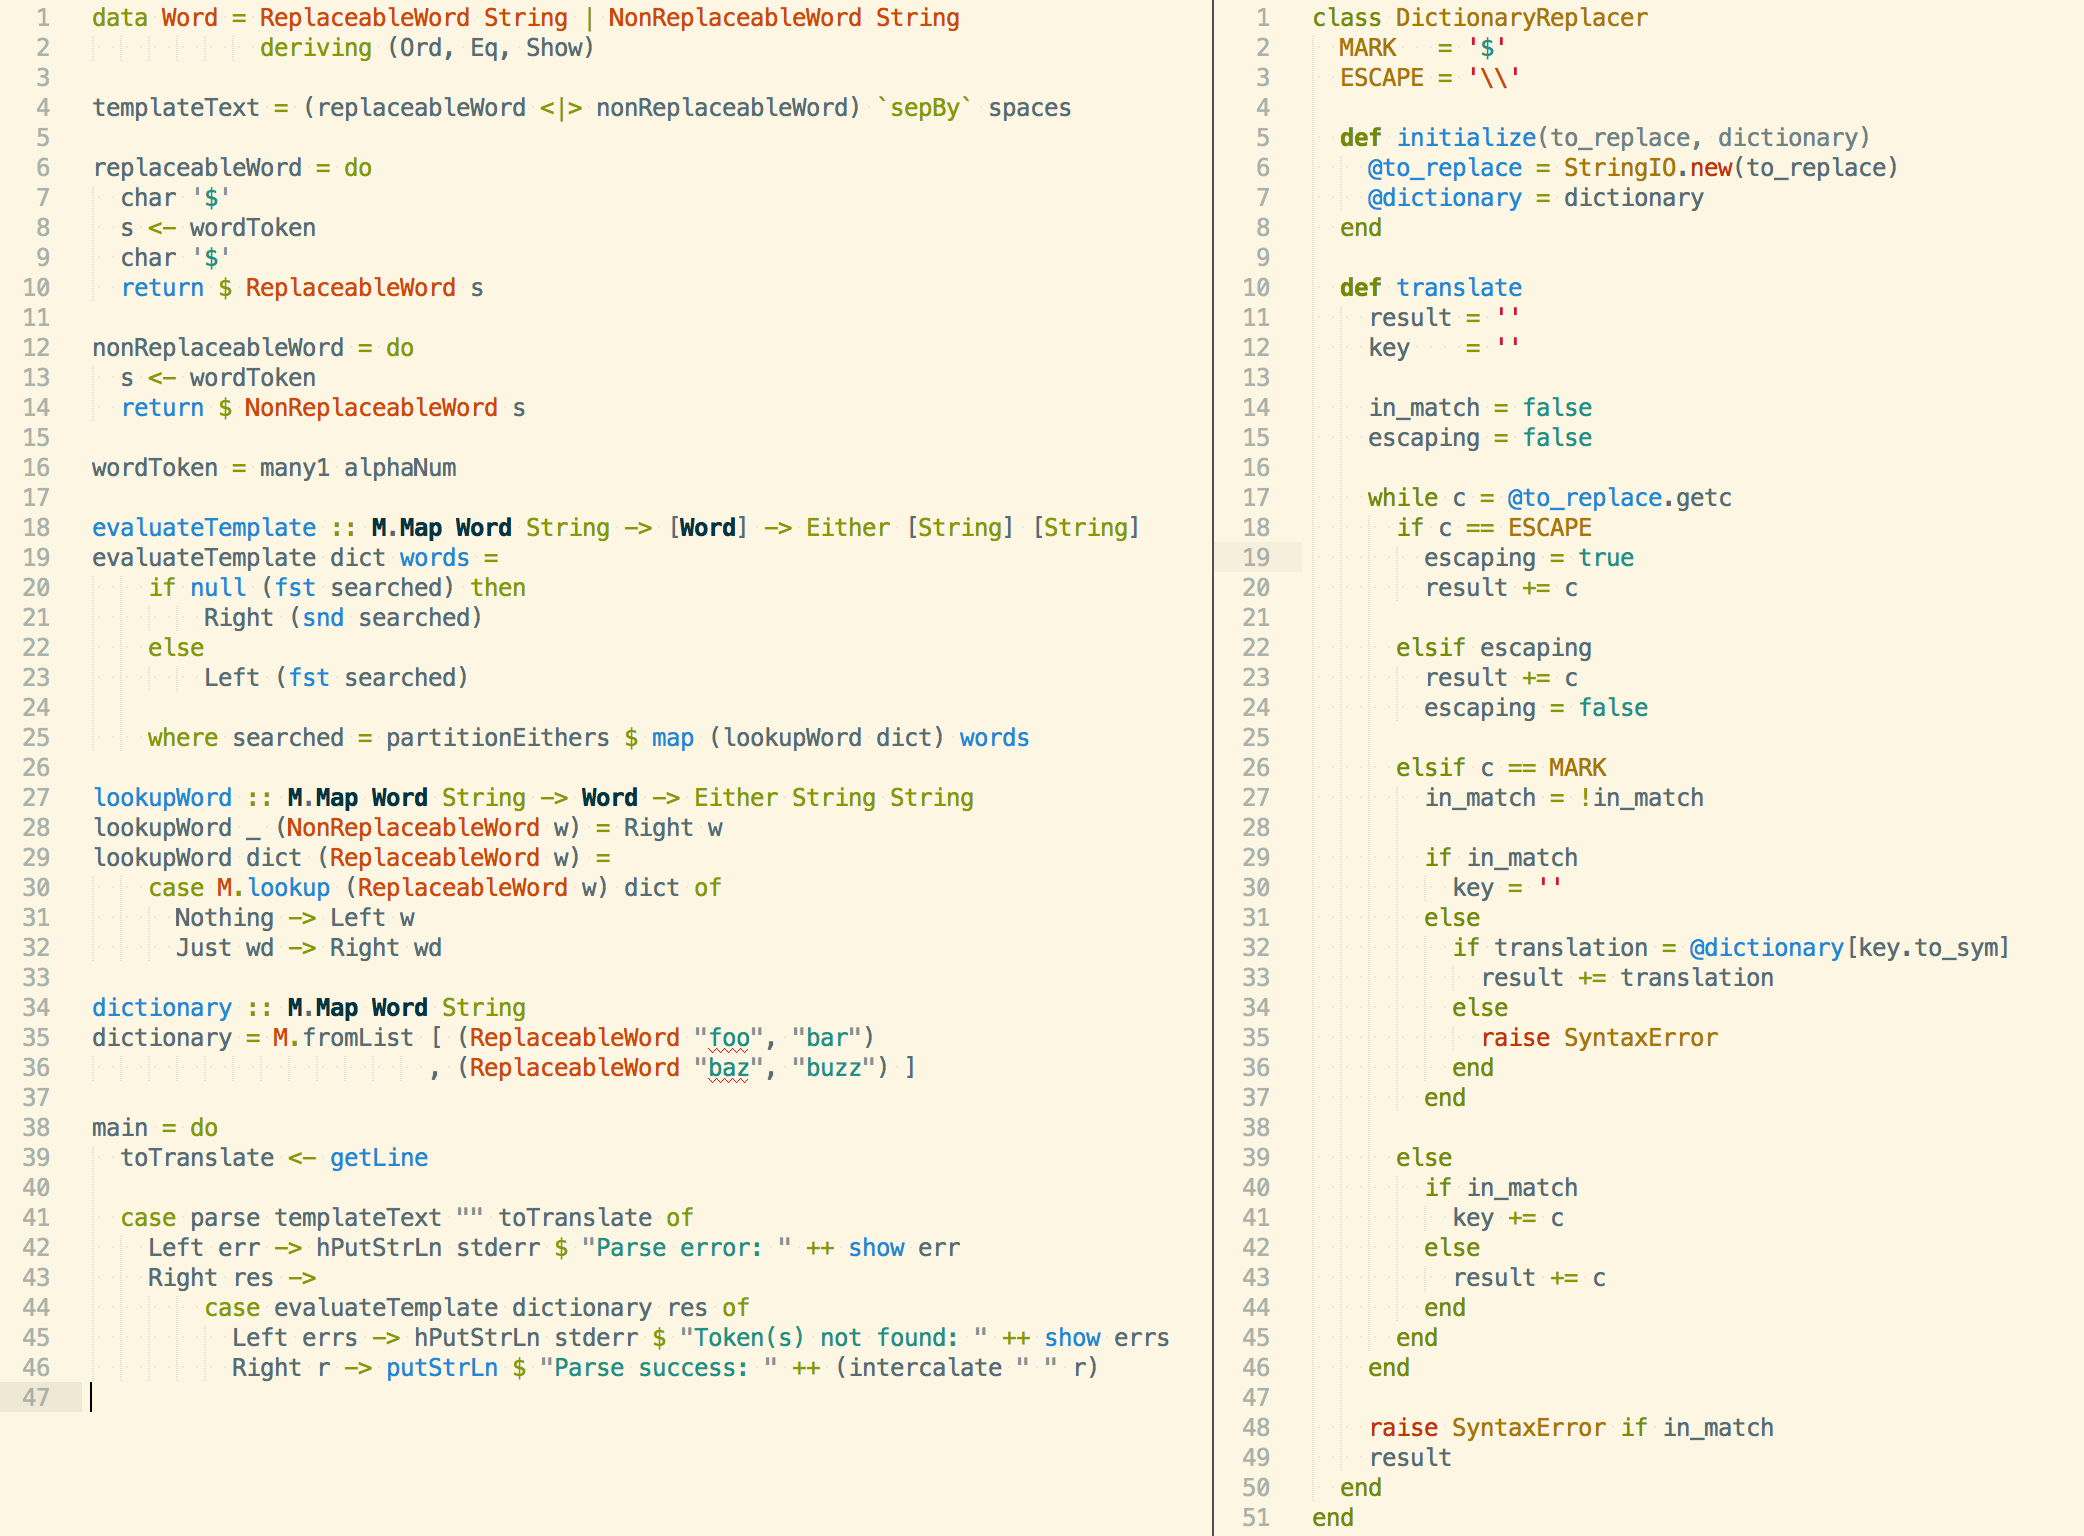 1 data Word = ReplaceableWord String | NonReplaceableWord String
2             deriving (Ord, Eq, Show)
3
4 templateText = (replaceableWord <|> nonReplaceableWord) `sepBy` spaces
5
6 replaceableWord = do
7   char '$'
8   s <- wordToken
9   char '$'
10   return $ ReplaceableWord s
11
12 nonReplaceableWord = do
13   s <- wordToken
14   return $ NonReplaceableWord s
15
16 wordToken = many1 alphaNum
17
18 evaluateTemplate :: M.Map Word String -> [Word] -> Either [String] [String]
19 evaluateTemplate dict words =
20     if null (fst searched) then
21         Right (snd searched)
22     else
23         Left (fst searched)
24
25     where searched = partitionEithers $ map (lookupWord dict) words
26
27 lookupWord :: M.Map Word String -> Word -> Either String String
28 lookupWord _ (NonReplaceableWord w) = Right w
29 lookupWord dict (ReplaceableWord w) =
30     case M.lookup (ReplaceableWord w) dict of
31       Nothing -> Left w
32       Just wd -> Right wd
33
34 dictionary :: M.Map Word String
35 dictionary = M.fromList [ (ReplaceableWord "foo", "bar")
36                         , (ReplaceableWord "baz", "buzz") ]
37
38 main = do
39   toTranslate <- getLine
40
41   case parse templateText "" toTranslate of
42     Left err -> hPutStrLn stderr $ "Parse error: " ++ show err
43     Right res ->
44         case evaluateTemplate dictionary res of
45           Left errs -> hPutStrLn stderr $ "Token(s) not found: " ++ show errs
46           Right r -> putStrLn $ "Parse success: " ++ (intercalate " " r)
47
1 class DictionaryReplacer
2   MARK   = '$'
3   ESCAPE = '\\'
4
5   def initialize(to_replace, dictionary)
6     @to_replace = StringIO.new(to_replace)
7     @dictionary = dictionary
8   end
9
10   def translate
11     result = ''
12     key    = ''
13
14     in_match = false
15     escaping = false
16
17     while c = @to_replace.getc
18       if c == ESCAPE
19         escaping = true
20         result += c
21
22       elsif escaping
23         result += c
24         escaping = false
25
26       elsif c == MARK
27         in_match = !in_match
28
29         if in_match
30           key = ''
31         else
32           if translation = @dictionary[key.to_sym]
33             result += translation
34           else
35             raise SyntaxError
36           end
37         end
38
39       else
40         if in_match
41           key += c
42         else
43           result += c
44         end
45       end
46     end
47
48     raise SyntaxError if in_match
49     result
50   end
51 end